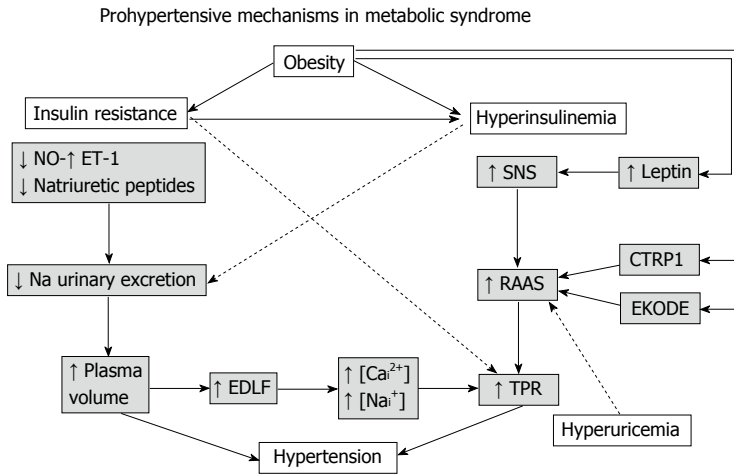 Prohypertensive mechanisms in metabolic syndrome
Obesity
Insulin resistance
Hyperinsulinemia
↓ NO-↑ ET-1
↓ Natriuretic peptides
↑ SNS
↑ Leptin
↓ Na urinary excretion
↑ RAAS
CTRP1
EKODE
↑ Plasma
volume
↑ EDLF
↑ [Caᵢ²⁺]
↑ [Naᵢ⁺]
↑ TPR
Hyperuricemia
Hypertension